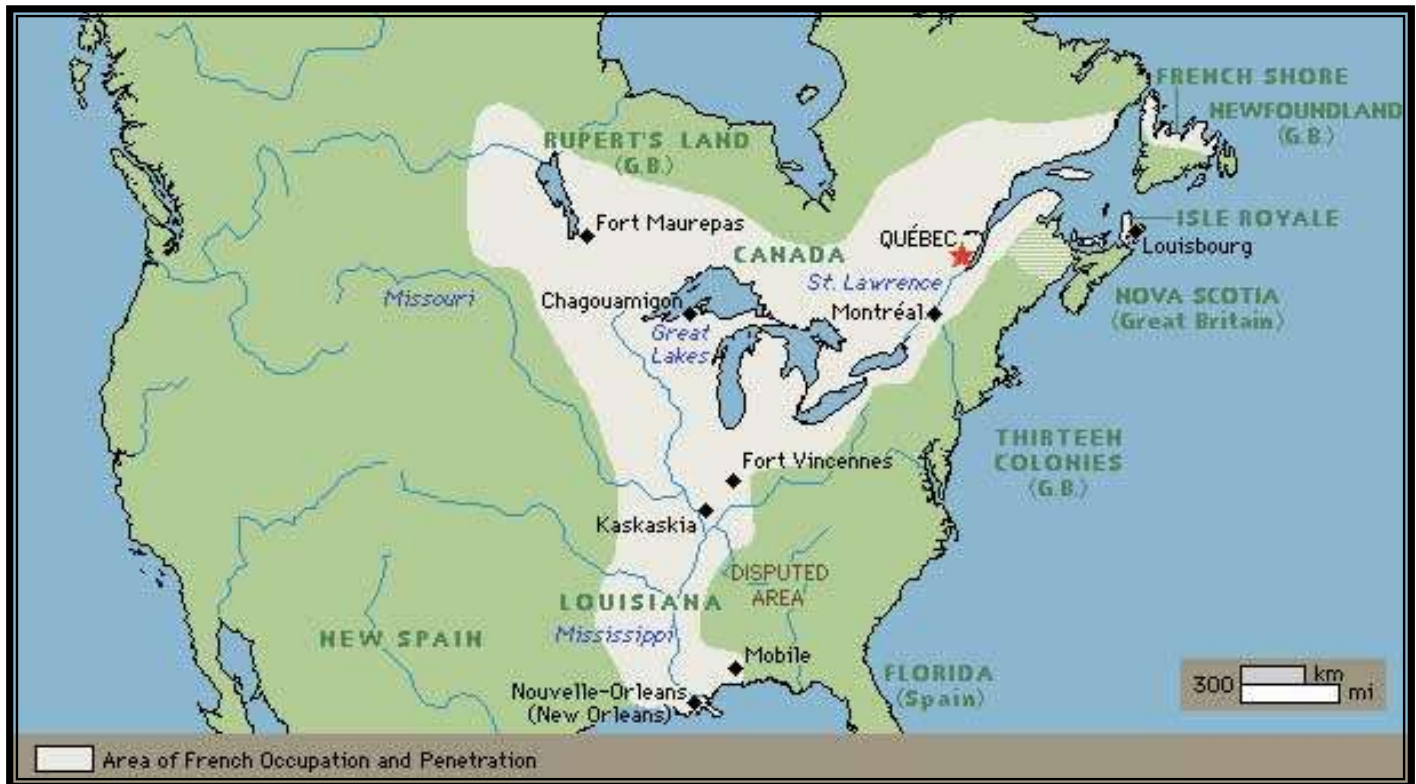 FRENCH SHORE
NEWFOUNDLAND
(G.B.)
RUPERT'S LAND
(G.B.)
ISLE ROYALE
Louisbourg
Fort Maurepas
QUÉBEC
CANADA
St. Lawrence
Missouri
Chagouamigon
Montréal
NOVA SCOTIA
(Great Britain)
Great
Lakes
THIRTEEN
COLONIES
(G.B.)
Fort Vincennes
Kaskaskia
DISPUTED
AREA
LOUISIANA
NEW SPAIN
Mississippi
Mobile
FLORIDA
(Spain)
Nouvelle-Orleans
(New Orleans)
300 km
mi
Area of French Occupation and Penetration